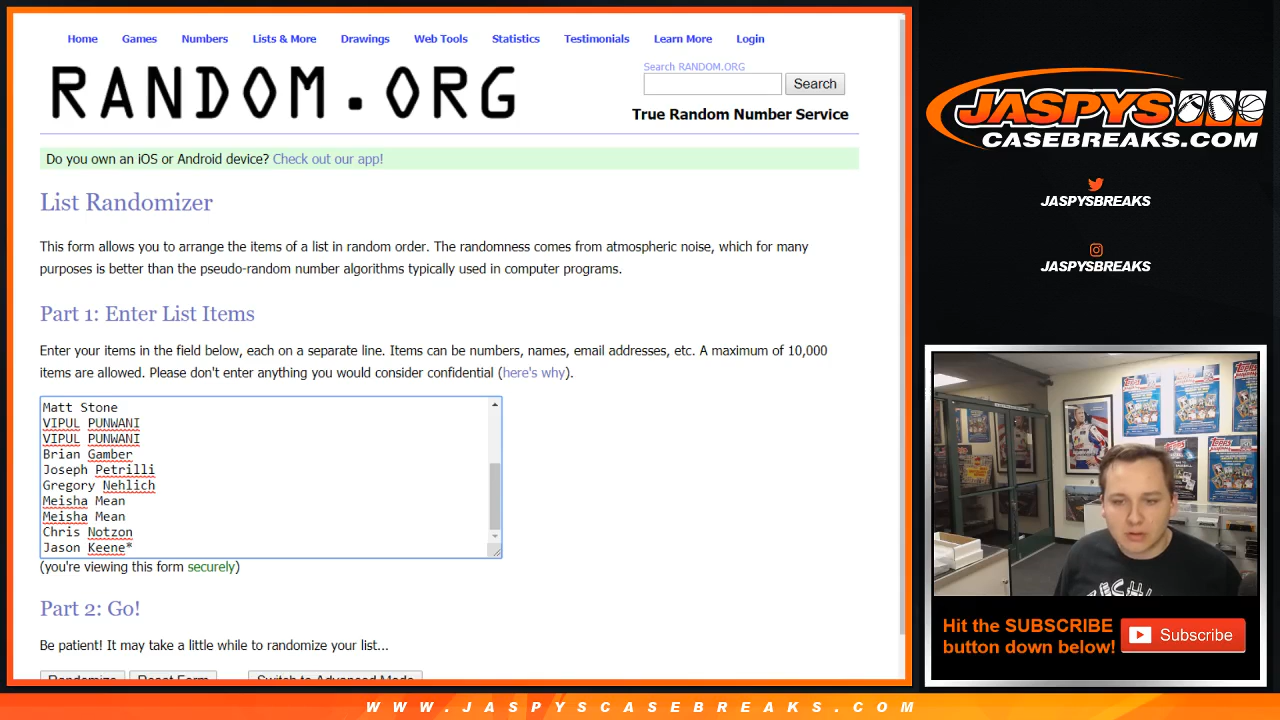 Home Games Numbers Lists & More Drawings Web Tools Statistics Testimonials Learn More Login
RANDOM.ORG
Search RANDOM.ORG
Search
True Random Number Service
Do you own an iOS or Android device? Check out our app!
List Randomizer
This form allows you to arrange the items of a list in random order. The randomness comes from atmospheric noise, which for many
purposes is better than the pseudo-random number algorithms typically used in computer programs.
Part 1: Enter List Items
Enter your items in the field below, each on a separate line. Items can be numbers, names, email addresses, etc. A maximum of 10,000
items are allowed. Please don't enter anything you would consider confidential (here's why).
Matt Stone
VIPUL PUNWANI
VIPUL PUNWANI
Brian Gamber
Joseph Petrilli
Gregory Nehlich
Meisha Mean
Meisha Mean
Chris Notzon
Jason Keene*
(you're viewing this form securely)
Part 2: Go!
Be patient! It may take a little while to randomize your list...
Randomize Reset Form Switch to Advanced Mode
JASPYS
CASEBREAKS.COM
JASPYSBREAKS
JASPYSBREAKS
Hit the SUBSCRIBE
button down below!
Subscribe
WWW.JASPYSCASEBREAKS.COM